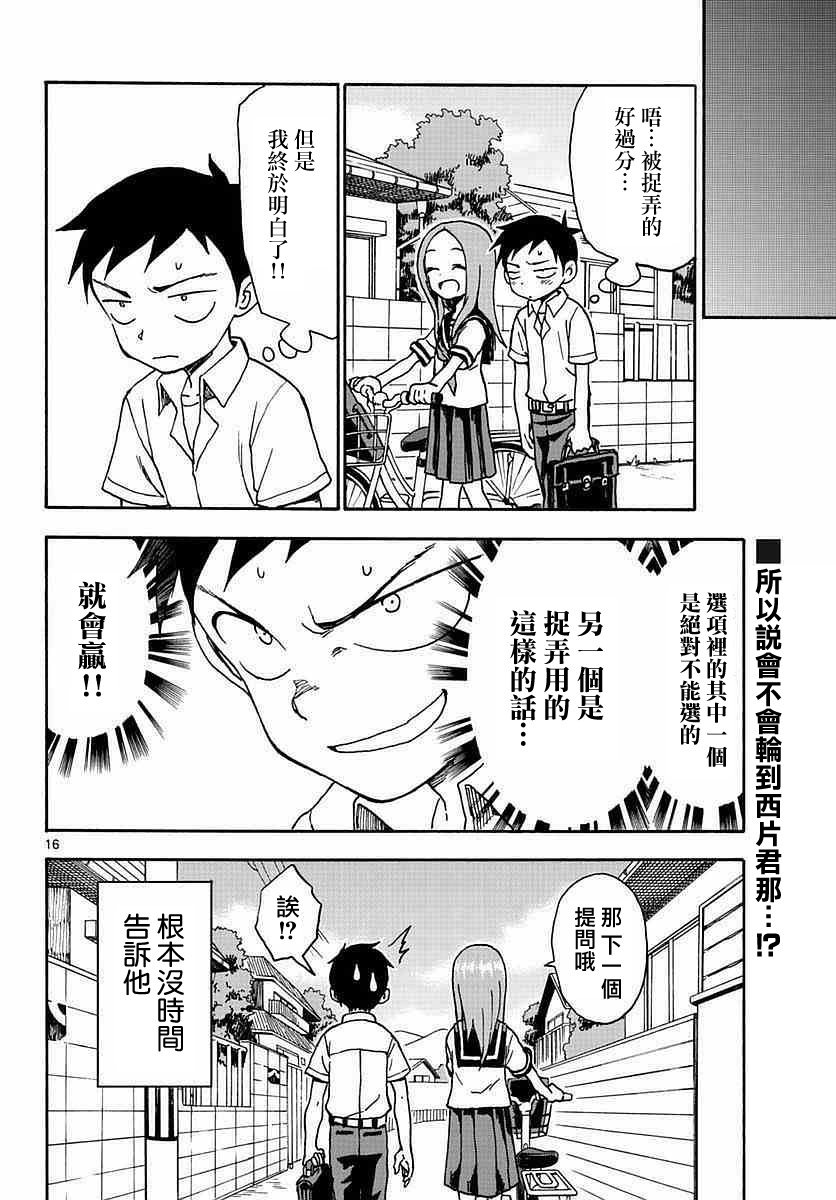 唔…被捉弄的
好過分…
但是
我終於明白了!!
選項裡的其中一個
是絕對不能選的
另一個是
捉弄用的
這樣的話…
就會贏!!
■所以說會不會輪到西片君那…!?
16
那下一個
提問哦
誒!?
根本沒時間
告訴他